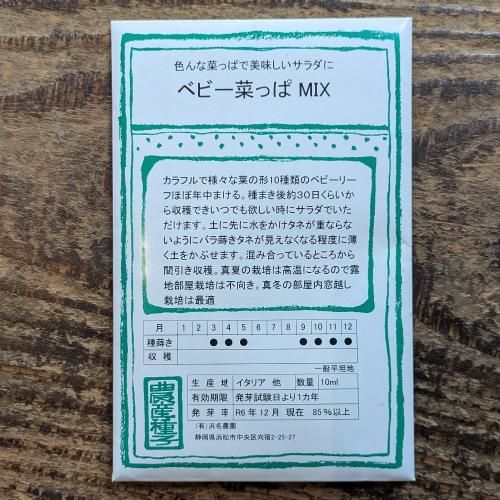 色んな菜っぱで美味しいサラダに
ベビー菜っぱ MIX
カラフルで様々な葉の形10種類のベビーリー
フほぼ年中まける。種まき後約30日くらいか
ら収穫できいつでも欲しい時にサラダでいた
だけます。土に先に水をかけタネが重ならな
いようにバラ蒔きタネが見えなくなる程度に薄
く土をかぶせます。混み合っているところから
間引き収穫。真夏の栽培は高温になるので露
地部屋栽培は不向き。真冬の部屋内窓越し
栽培は最適
月 1 2 3 4 5 6 7 8 9 10 11 12
種蒔き ● ● ● ● ● ● ●
収穫
一般平坦地
生産地 イタリア 他 数量 10ml
有効期限 発芽試験日より1カ年
発芽率 R6年12月 現在 85%以上
(有)浜名農園
静岡県浜松市中央区向宿2-25-27